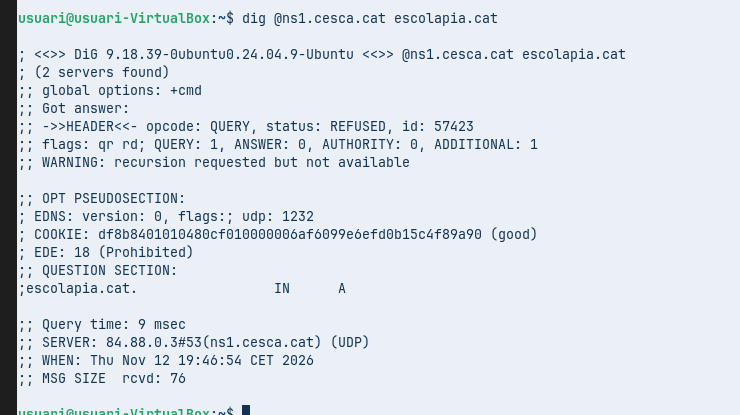 usuari@usuari-VirtualBox:~$ dig @ns1.cesca.cat escolapia.cat
; <<>> DiG 9.18.39-0ubuntu0.24.04.9-Ubuntu <<>> @ns1.cesca.cat escolapia.cat
; (2 servers found)
;; global options: +cmd
;; Got answer:
;; ->>HEADER<<- opcode: QUERY, status: REFUSED, id: 57423
;; flags: qr rd; QUERY: 1, ANSWER: 0, AUTHORITY: 0, ADDITIONAL: 1
;; WARNING: recursion requested but not available
;; OPT PSEUDOSECTION:
; EDNS: version: 0, flags:; udp: 1232
; COOKIE: df8b8401010480cf010000006af6099e6efd0b15c4f89a90 (good)
; EDE: 18 (Prohibited)
;; QUESTION SECTION:
;escolapia.cat. IN A
;; Query time: 9 msec
;; SERVER: 84.88.0.3#53(ns1.cesca.cat) (UDP)
;; WHEN: Thu Nov 12 19:46:54 CET 2026
;; MSG SIZE rcvd: 76
usuari@usuari-VirtualBox:~$